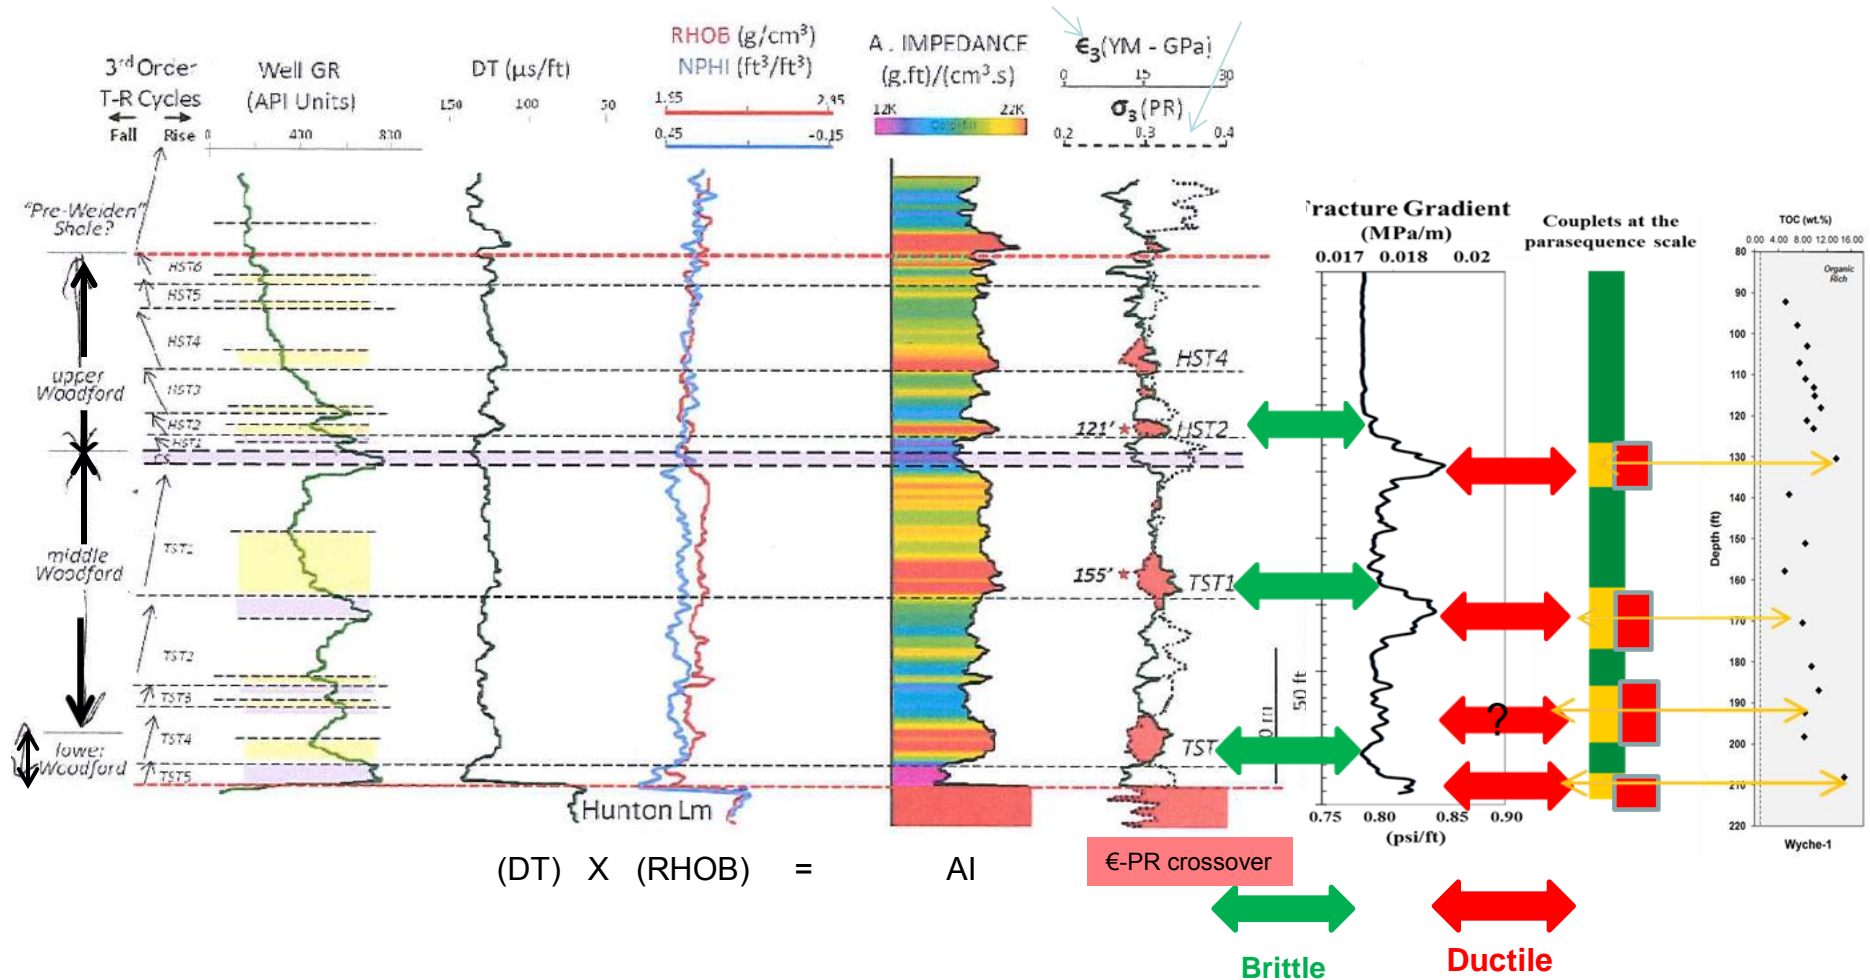 3rd Order
T-R Cycles
Fall Rise
Well GR
(API Units)
0 400 800
DT (µs/ft)
150 100 50
RHOB (g/cm³)
NPHI (ft³/ft³)
1.95 2.95
0.45 -0.15
A. IMPEDANCE
(g.ft)/(cm³.s)
12K 22K
€3(YM - GPa)
0 15 30
σ3(PR)
0.2 0.3 0.4
Fracture Gradient
(MPa/m)
0.017 0.018 0.02
Couplets at the
parasequence scale
TOC (wt.%)
0.00 4.00 8.00 12.00 16.00
Organic
Rich
"Pre-Weiden"
Shale?
upper
Woodford
middle
Woodford
lower
Woodford
HST6
HST5
HST4
HST3
HST2
HST1
CS
TST1
TST2
TST3
TST4
TST5
Hunton Lm
HST4
121' * HST2
155' * TST1
TST
50 ft
0 m
?
Depth (ft)
80
90
100
110
120
130
140
150
160
170
180
190
200
210
220
Wyche-1
0.75 0.80 0.85 0.90
(psi/ft)
(DT) X (RHOB) = AI
€-PR crossover
Brittle
Ductile